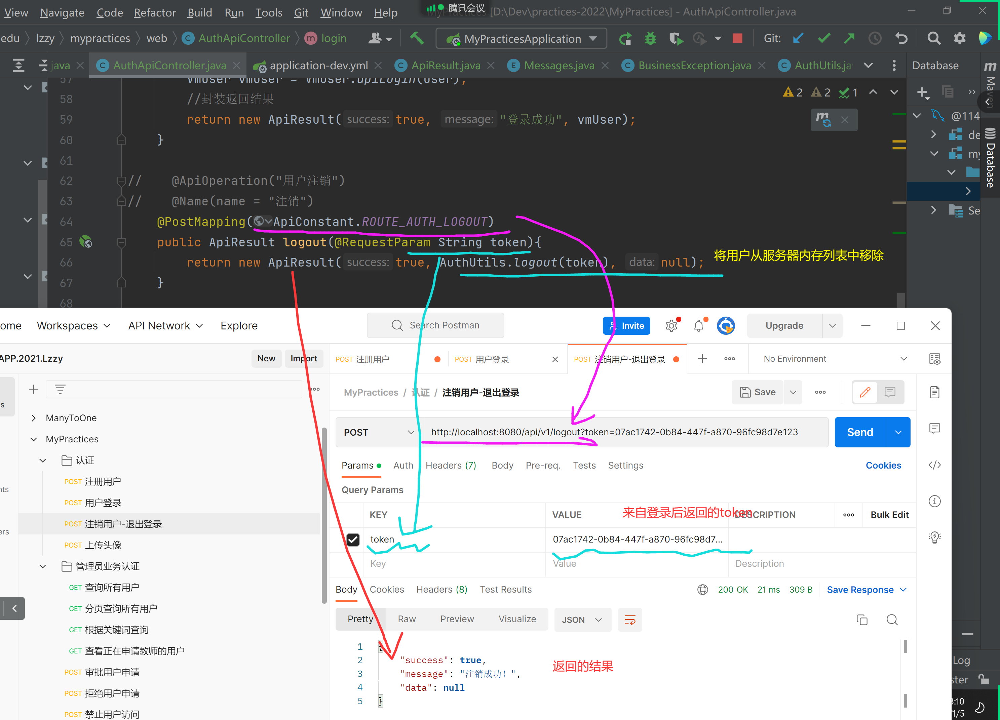 View Navigate Code Refactor Build Run Tools Git Window Help
腾讯会议
MyPractices [D:\Dev\practices-2022\MyPractices] - AuthApiController.java
edu lzzy mypractices web AuthApiController login
MyPracticesApplication
Git:
java AuthApiController.java application-dev.yml ApiResult.java Messages.java BusinessException.java AuthUtils.ja
Database
Maven
57 VmUser vmUser = VmUser.apiLogin(user);
2 2 1
58 //封装返回结果
59 return new ApiResult( success: true, message: "登录成功", vmUser);
60 }
61
62 // @ApiOperation("用户注销")
63 // @Name(name = "注销")
64 @PostMapping(ApiConstant.ROUTE_AUTH_LOGOUT)
65 public ApiResult logout(@RequestParam String token){
66 return new ApiResult( success: true, AuthUtils.logout(token), data: null);
67 }
68
将用户从服务器内存列表中移除
@114
de
my
Se
Database
ome Workspaces API Network Explore
Search Postman
Invite
Upgrade
APP.2021.Lzzy New Import
POST 注册用户
POST 用户登录
POST 注销用户-退出登录
No Environment
MyPractices / 认证 / 注销用户-退出登录
Save
s
ManyToOne
MyPractices
认证
POST 注册用户
POST 用户登录
POST 注销用户-退出登录
POST 上传头像
管理员业务认证
GET 查询所有用户
GET 分页查询所有用户
GET 根据关键词查询
GET 查看正在申请教师的用户
POST 审批用户申请
POST 拒绝用户申请
POST 禁止用户访问
nts
ers
POST http://localhost:8080/api/v1/logout?token=07ac1742-0b84-447f-a870-96fc98d7e123 Send
Params Auth Headers (7) Body Pre-req. Tests Settings Cookies
Query Params
KEY VALUE DESCRIPTION Bulk Edit
来自登录后返回的token
token 07ac1742-0b84-447f-a870-96fc98d7...
Key Value Description
Body Cookies Headers (8) Test Results 200 OK 21 ms 309 B Save Response
Pretty Raw Preview Visualize JSON
1 {
2 "success": true,
3 "message": "注销成功! ",
4 "data": null
5 }
返回的结果
Log
ster
3:10
1/5